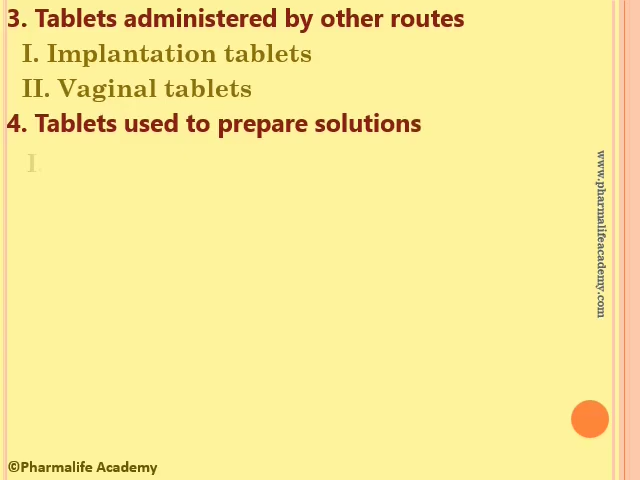 3. Tablets administered by other routes
I. Implantation tablets
II. Vaginal tablets
4. Tablets used to prepare solutions
I
www.pharmalifeacademy.com
©Pharmalife Academy